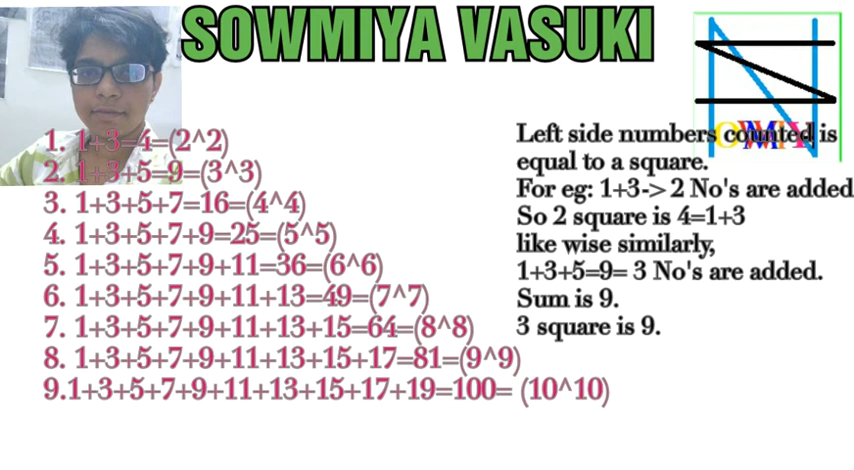 SOWMIYA VASUKI
1. 1+3=4=(2^2)
2. 1+3+5=9=(3^3)
3. 1+3+5+7=16=(4^4)
4. 1+3+5+7+9=25=(5^5)
5. 1+3+5+7+9+11=36=(6^6)
6. 1+3+5+7+9+11+13=49=(7^7)
7. 1+3+5+7+9+11+13+15=64=(8^8)
8. 1+3+5+7+9+11+13+15+17=81=(9^9)
9.1+3+5+7+9+11+13+15+17+19=100= (10^10)
Left side numbers counted is
equal to a square.
For eg: 1+3-> 2 No's are added
So 2 square is 4=1+3
like wise similarly,
1+3+5=9= 3 No's are added.
Sum is 9.
3 square is 9.